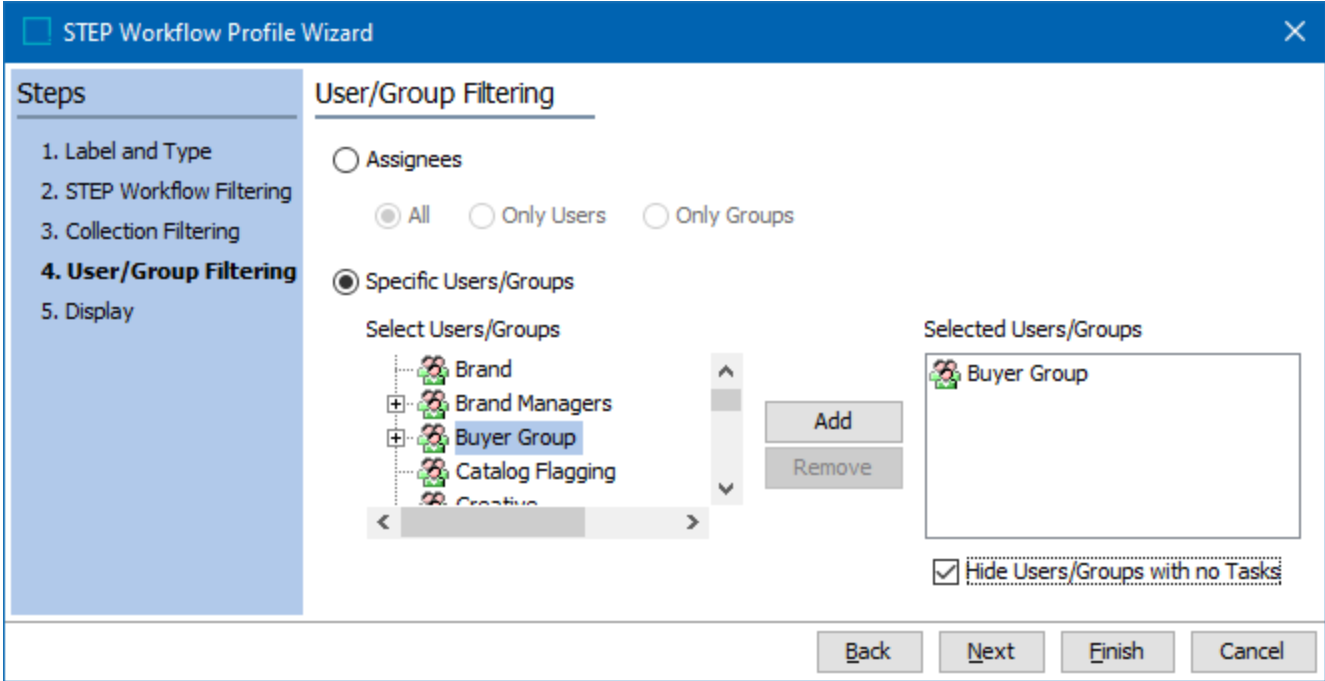 STEP Workflow Profile Wizard
Steps
1. Label and Type
2. STEP Workflow Filtering
3. Collection Filtering
4. User/Group Filtering
5. Display
User/Group Filtering
Assignees
All Only Users Only Groups
Specific Users/Groups
Select Users/Groups
Brand
Brand Managers
Buyer Group
Catalog Flagging
Creative
Add
Remove
Selected Users/Groups
Buyer Group
Hide Users/Groups with no Tasks
Back Next Finish Cancel